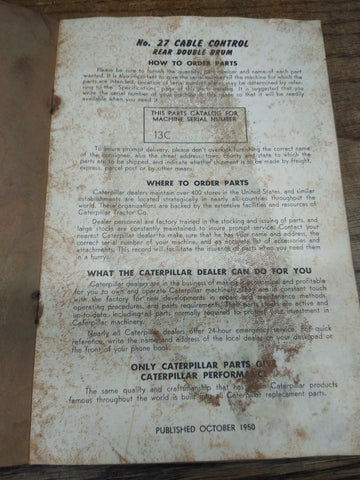 No. 27 CABLE CONTROL
REAR DOUBLE DRUM
HOW TO ORDER PARTS
Please be sure to furnish the quantity, part number and name of each part
wanted. It is also important to give the serial number of the machine for which the
parts are to be used. Location of serial number may be determined by refer-
ring to the Specifications page of this parts catalog. It is suggested that you
write the serial number of your machine on this page so that it will be readily
available when you need it.
THIS PARTS CATALOG FOR
MACHINE SERIAL NUMBER
13C
To insure prompt delivery, please don't overlook furnishing the correct name
of the consignee, also the street address, town, county and state to which the
parts are to be shipped, and indicate whether shipment is to be made by freight,
express, parcel post or by other means.
WHERE TO ORDER PARTS
Caterpillar dealers maintain over 400 stores in the United States, and similar
establishments are located strategically in nearly all countries throughout the
world. These organizations are backed by the extensive facilities and resources of
Caterpillar Tractor Co.
Dealer personnel are factory trained in the stocking and issuing of parts, and
large stocks are constantly maintained to insure prompt service. Contact your
nearest Caterpillar dealer to make sure that he has your name and address, the
correct serial number of your machine, and an accurate list of accessories and
attachments. This record will facilitate the issuance of parts when you need them
in a hurry.
WHAT THE CATERPILLAR DEALER CAN DO FOR YOU
Caterpillar dealers are in the business of making it economical and profitable
for you to own and operate Caterpillar machinery. They are in constant touch
with the factory for new developments in repair and maintenance methods
operating procedures, and parts requirements. Their parts stocks are active and
up-to-date, including all parts normally required for protecting your investment in
Caterpillar machinery.
Nearly all Caterpillar dealers offer 24-hour emergency service. For quick
reference, write the name and address of the local dealer on your deskpad or
the front of your phone book.
ONLY CATERPILLAR PARTS GIVE
CATERPILLAR PERFORMANCE
The same quality and craftsmanship that has made Caterpillar products
famous throughout the world is built into all Caterpillar replacement parts.
PUBLISHED OCTOBER 1950